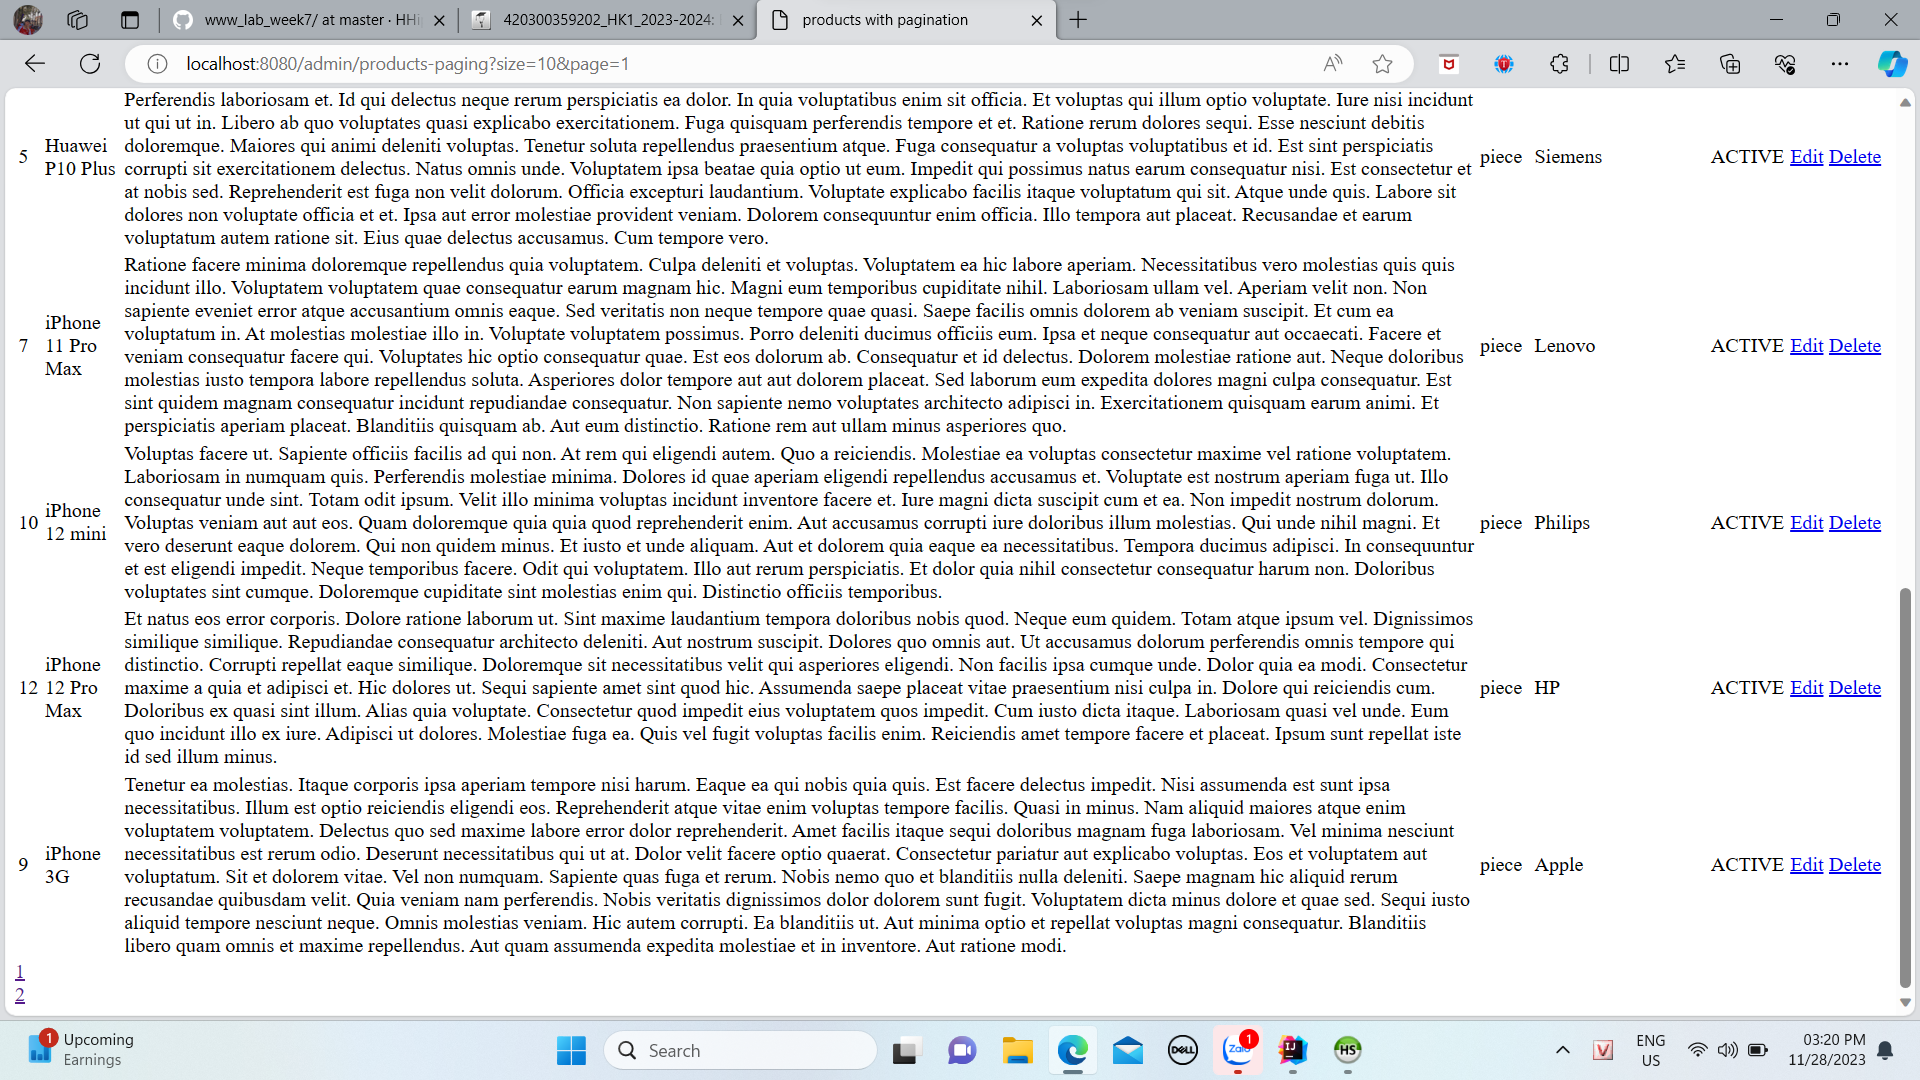 www_lab_week7/ at master · HHi
420300359202_HK1_2023-2024:
products with pagination
localhost:8080/admin/products-paging?size=10&page=1
Perferendis laboriosam et. Id qui delectus neque rerum perspiciatis ea dolor. In quia voluptatibus enim sit officia. Et voluptas qui illum optio voluptate. Iure nisi incidunt
ut qui ut in. Libero ab quo voluptates quasi explicabo exercitationem. Fuga quisquam perferendis tempore et et. Ratione rerum dolores sequi. Esse nesciunt debitis
doloremque. Maiores qui animi deleniti voluptas. Tenetur soluta repellendus praesentium atque. Fuga consequatur a voluptas voluptatibus et id. Est sint perspiciatis
5 Huawei P10 Plus corrupti sit exercitationem delectus. Natus omnis unde. Voluptatem ipsa beatae quia optio ut eum. Impedit qui possimus natus earum consequatur nisi. Est consectetur et piece Siemens ACTIVE Edit Delete
at nobis sed. Reprehenderit est fuga non velit dolorum. Officia excepturi laudantium. Voluptate explicabo facilis itaque voluptatum qui sit. Atque unde quis. Labore sit
dolores non voluptate officia et et. Ipsa aut error molestiae provident veniam. Dolorem consequuntur enim officia. Illo tempora aut placeat. Recusandae et earum
voluptatum autem ratione sit. Eius quae delectus accusamus. Cum tempore vero.
Ratione facere minima doloremque repellendus quia voluptatem. Culpa deleniti et voluptas. Voluptatem ea hic labore aperiam. Necessitatibus vero molestias quis quis
incidunt illo. Voluptatem voluptatem quae consequatur earum magnam hic. Magni eum temporibus cupiditate nihil. Laboriosam ullam vel. Aperiam velit non. Non
sapiente eveniet error atque accusantium omnis eaque. Sed veritatis non neque tempore quae quasi. Saepe facilis omnis dolorem ab veniam suscipit. Et cum ea
iPhone voluptatum in. At molestias molestiae illo in. Voluptate voluptatem possimus. Porro deleniti ducimus officiis eum. Ipsa et neque consequatur aut occaecati. Facere et
7 11 Pro veniam consequatur facere qui. Voluptates hic optio consequatur quae. Est eos dolorum ab. Consequatur et id delectus. Dolorem molestiae ratione aut. Neque doloribus piece Lenovo ACTIVE Edit Delete
Max molestias iusto tempora labore repellendus soluta. Asperiores dolor tempore aut aut dolorem placeat. Sed laborum eum expedita dolores magni culpa consequatur. Est
sint quidem magnam consequatur incidunt repudiandae consequatur. Non sapiente nemo voluptates architecto adipisci in. Exercitationem quisquam earum animi. Et
perspiciatis aperiam placeat. Blanditiis quisquam ab. Aut eum distinctio. Ratione rem aut ullam minus asperiores quo.
Voluptas facere ut. Sapiente officiis facilis ad qui non. At rem qui eligendi autem. Quo a reiciendis. Molestiae ea voluptas consectetur maxime vel ratione voluptatem.
Laboriosam in numquam quis. Perferendis molestiae minima. Dolores id quae aperiam eligendi repellendus accusamus et. Voluptate est nostrum aperiam fuga ut. Illo
consequatur unde sint. Totam odit ipsum. Velit illo minima voluptas incidunt inventore facere et. Iure magni dicta suscipit cum et ea. Non impedit nostrum dolorum.
10 iPhone 12 mini Voluptas veniam aut aut eos. Quam doloremque quia quia quod reprehenderit enim. Aut accusamus corrupti iure doloribus illum molestias. Qui unde nihil magni. Et piece Philips ACTIVE Edit Delete
vero deserunt eaque dolorem. Qui non quidem minus. Et iusto et unde aliquam. Aut et dolorem quia eaque ea necessitatibus. Tempora ducimus adipisci. In consequuntur
et est eligendi impedit. Neque temporibus facere. Odit qui voluptatem. Illo aut rerum perspiciatis. Et dolor quia nihil consectetur consequatur harum non. Doloribus
voluptates sint cumque. Doloremque cupiditate sint molestias enim qui. Distinctio officiis temporibus.
Et natus eos error corporis. Dolore ratione laborum ut. Sint maxime laudantium tempora doloribus nobis quod. Neque eum quidem. Totam atque ipsum vel. Dignissimos
similique similique. Repudiandae consequatur architecto deleniti. Aut nostrum suscipit. Dolores quo omnis aut. Ut accusamus dolorum perferendis omnis tempore qui
iPhone distinctio. Corrupti repellat eaque similique. Doloremque sit necessitatibus velit qui asperiores eligendi. Non facilis ipsa cumque unde. Dolor quia ea modi. Consectetur
12 12 Pro maxime a quia et adipisci et. Hic dolores ut. Sequi sapiente amet sint quod hic. Assumenda saepe placeat vitae praesentium nisi culpa in. Dolore qui reiciendis cum. piece HP ACTIVE Edit Delete
Max Doloribus ex quasi sint illum. Alias quia voluptate. Consectetur quod impedit eius voluptatem quos impedit. Cum iusto dicta itaque. Laboriosam quasi vel unde. Eum
quo incidunt illo ex iure. Adipisci ut dolores. Molestiae fuga ea. Quis vel fugit voluptas facilis enim. Reiciendis amet tempore facere et placeat. Ipsum sunt repellat iste
id sed illum minus.
Tenetur ea molestias. Itaque corporis ipsa aperiam tempore nisi harum. Eaque ea qui nobis quia quis. Est facere delectus impedit. Nisi assumenda est sunt ipsa
necessitatibus. Illum est optio reiciendis eligendi eos. Reprehenderit atque vitae enim voluptas tempore facilis. Quasi in minus. Nam aliquid maiores atque enim
voluptatem voluptatem. Delectus quo sed maxime labore error dolor reprehenderit. Amet facilis itaque sequi doloribus magnam fuga laboriosam. Vel minima nesciunt
9 iPhone 3G necessitatibus est rerum odio. Deserunt necessitatibus qui ut at. Dolor velit facere optio quaerat. Consectetur pariatur aut explicabo voluptas. Eos et voluptatem aut piece Apple ACTIVE Edit Delete
voluptatum. Sit et dolorem vitae. Vel non numquam. Sapiente quas fuga et rerum. Nobis nemo quo et blanditiis nulla deleniti. Saepe magnam hic aliquid rerum
recusandae quibusdam velit. Quia veniam nam perferendis. Nobis veritatis dignissimos dolor dolorem sunt fugit. Voluptatem dicta minus dolore et quae sed. Sequi iusto
aliquid tempore nesciunt neque. Omnis molestias veniam. Hic autem corrupti. Ea blanditiis ut. Aut minima optio et repellat voluptas magni consequatur. Blanditiis
libero quam omnis et maxime repellendus. Aut quam assumenda expedita molestiae et in inventore. Aut ratione modi.
1
2
1 Upcoming
Earnings
Search
DELL
Zalo 1
IJ
HS
V
ENG
US
03:20 PM
11/28/2023